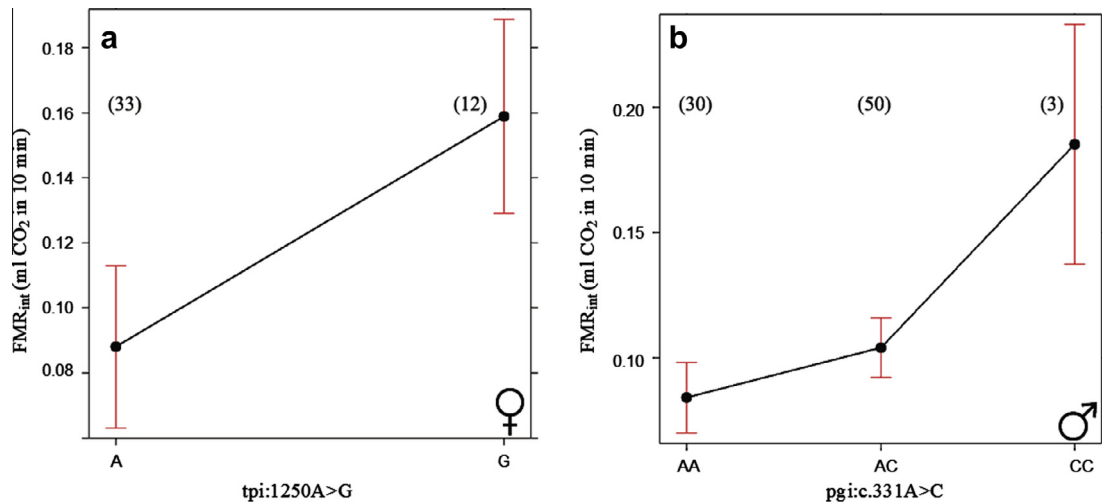 a
0.18
0.16
0.14
0.12
0.10
0.08
(33)
(12)
FMRint (ml CO2 in 10 min)
A
G
♀
tpi:1250A>G
b
0.20
0.15
0.10
(30)
(50)
(3)
FMRint (ml CO2 in 10 min)
AA
AC
CC
♂
pgi:c.331A>C